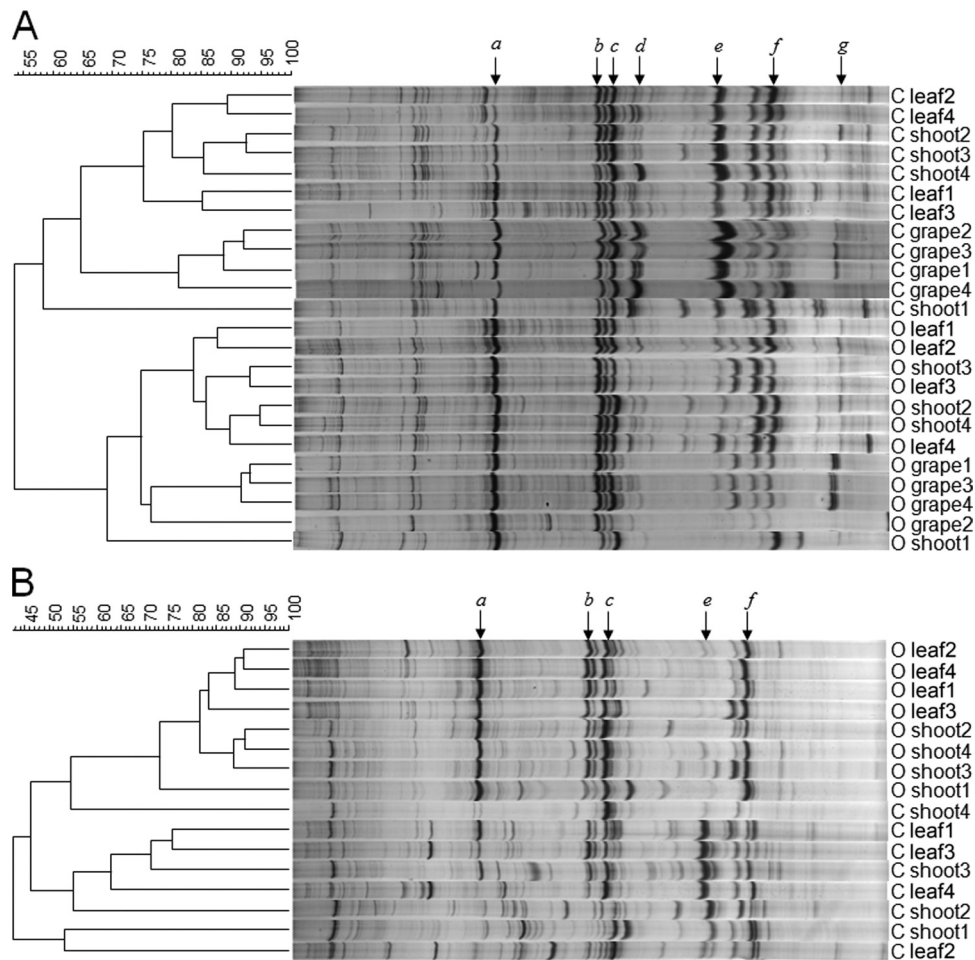 A
55 60 65 70 75 80 85 90 95 100
a b c d e f g
C leaf2
C leaf4
C shoot2
C shoot3
C shoot4
C leaf1
C leaf3
C grape2
C grape3
C grape1
C grape4
C shoot1
O leaf1
O leaf2
O shoot3
O leaf3
O shoot2
O shoot4
O leaf4
O grape1
O grape3
O grape4
O grape2
O shoot1
B
45 50 55 60 65 70 75 80 85 90 95 100
a b c e f
O leaf2
O leaf4
O leaf1
O leaf3
O shoot2
O shoot4
O shoot3
O shoot1
C shoot4
C leaf1
C leaf3
C shoot3
C leaf4
C shoot2
C shoot1
C leaf2